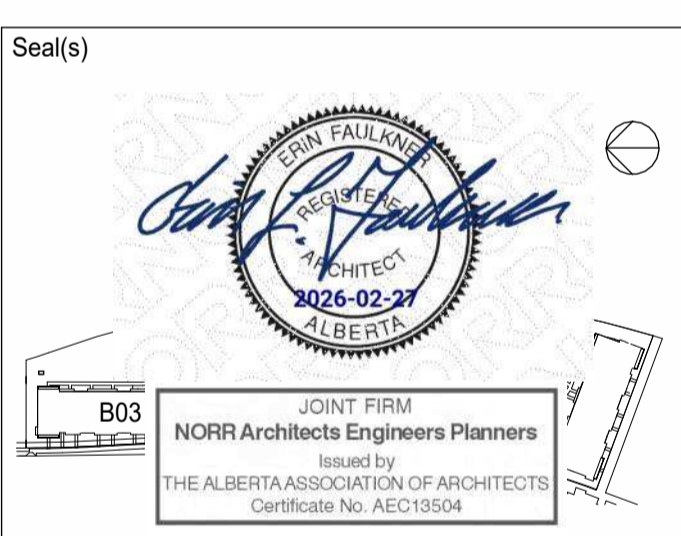 Seal(s)
ERIN FAULKNER
REGISTERED
ARCHITECT
2026-02-27
ALBERTA
B03
JOINT FIRM
NORR Architects Engineers Planners
Issued by
THE ALBERTA ASSOCIATION OF ARCHITECTS
Certificate No. AEC13504